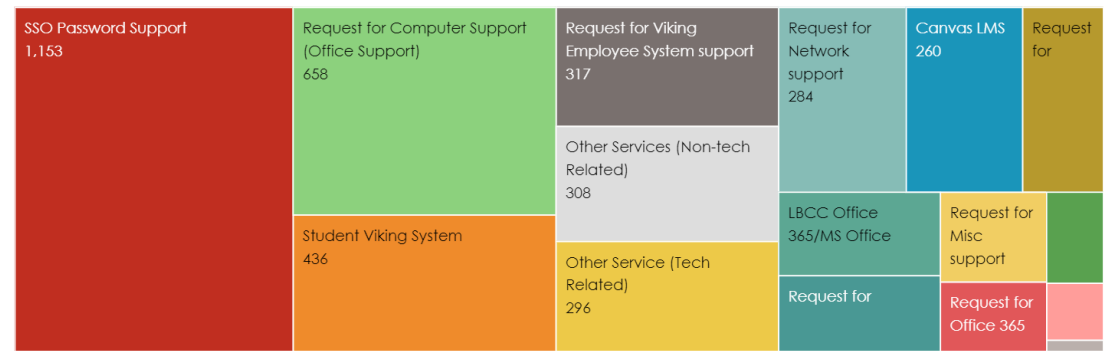 SSO Password Support
1,153
Request for Computer Support
(Office Support)
658
Student Viking System
436
Request for Viking
Employee System support
317
Other Services (Non-tech
Related)
308
Other Service (Tech
Related)
296
Request for
Network
support
284
Canvas LMS
260
Request
for
LBCC Office
365/MS Office
Request for
Request for
Misc
support
Request for
Office 365